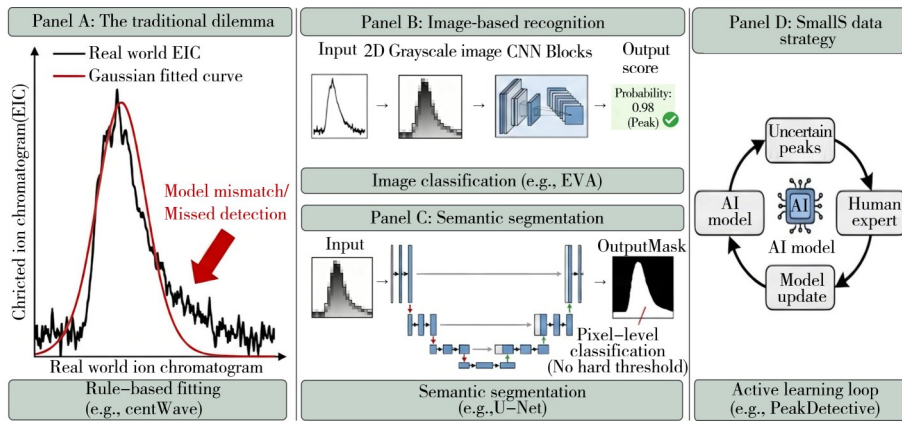 Panel A: The traditional dilemma
Real world EIC
Gaussian fitted curve
Chricted ion chromatogram(EIC)
Model mismatch/
Missed detection
Real world ion chromatogram
Rule-based fitting
(e.g., centWave)
Panel B: Image-based recognition
Input 2D Grayscale image CNN Blocks
Output
score
Probability:
0.98
(Peak)
Image classification (e.g., EVA)
Panel C: Semantic segmentation
Input
OutputMask
Pixel-level
classification
(No hard threshold)
Semantic segmentation
(e.g.,U-Net)
Panel D: SmallS data
strategy
Uncertain
peaks
AI
model
AI
Human
expert
AI model
Model
update
Active learning loop
(e.g., PeakDetective)